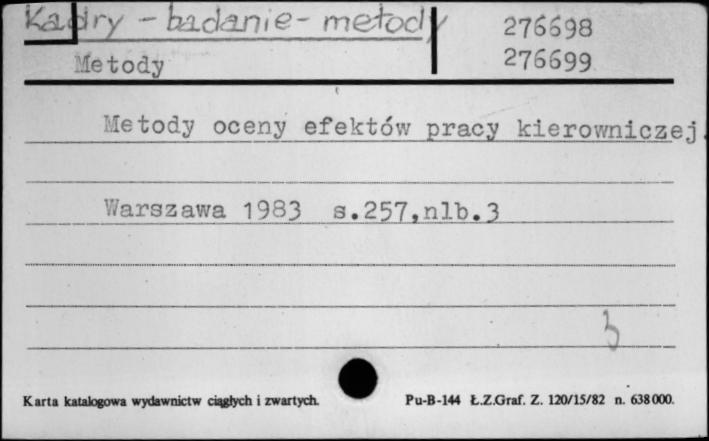 Kadry - badanie - metody
276698
Metody
276699
Metody oceny efektów pracy kierowniczej.
Warszawa 1983 s.257,nlb.3
3
Karta katalogowa wydawnictw ciągłych i zwartych.
Pu-B-144 Ł.Z.Graf. Z. 120/15/82 n. 638000.